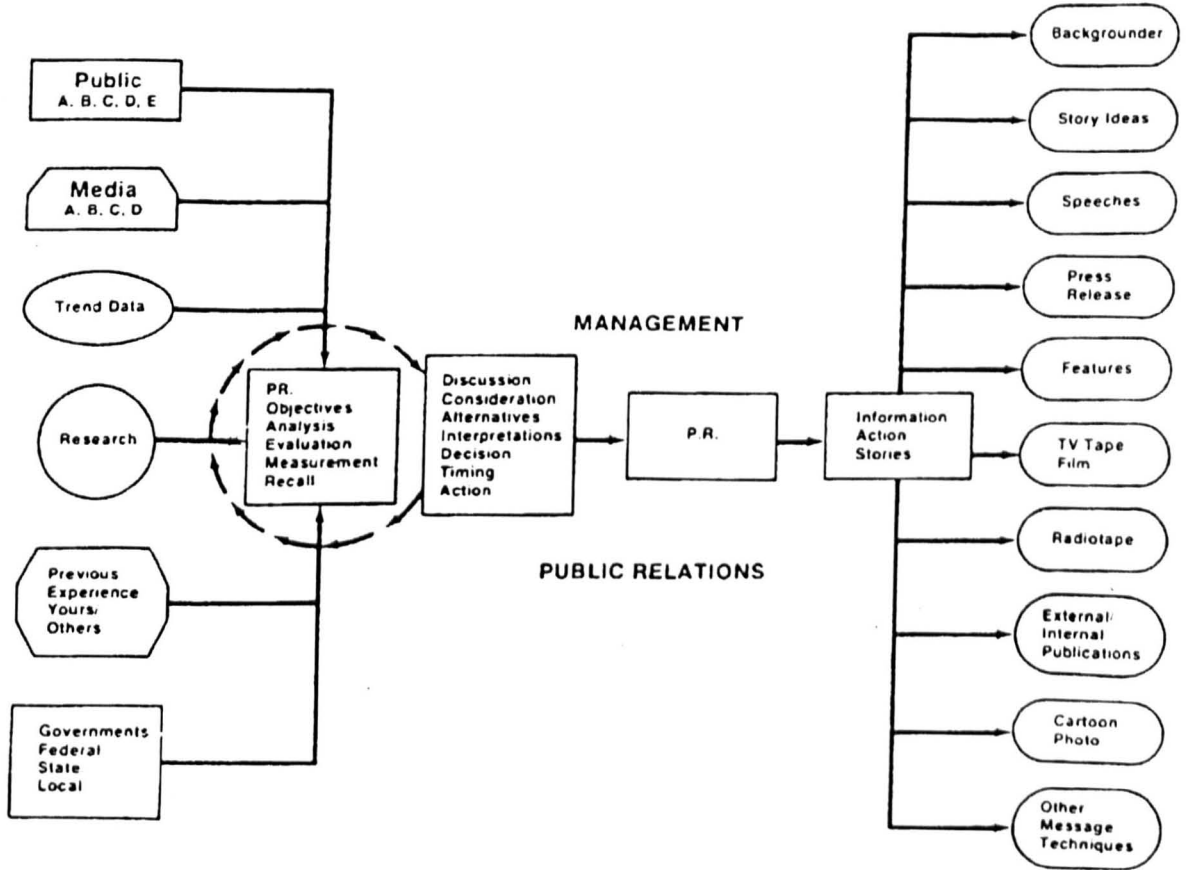 Public
A. B. C. D. E
Media
A. B. C. D
Trend Data
Research
Previous
Experience
Yours/
Others
Governments
Federal
State
Local
PR.
Objectives
Analysis
Evaluation
Measurement
Recall
Discussion
Consideration
Alternatives
Interpretations
Decision
Timing
Action
MANAGEMENT
PUBLIC RELATIONS
P.R.
Information
Action
Stories
Backgrounder
Story Ideas
Speeches
Press
Release
Features
TV Tape
Film
Radiotape
External/
Internal
Publications
Cartoon
Photo
Other
Message
Techniques